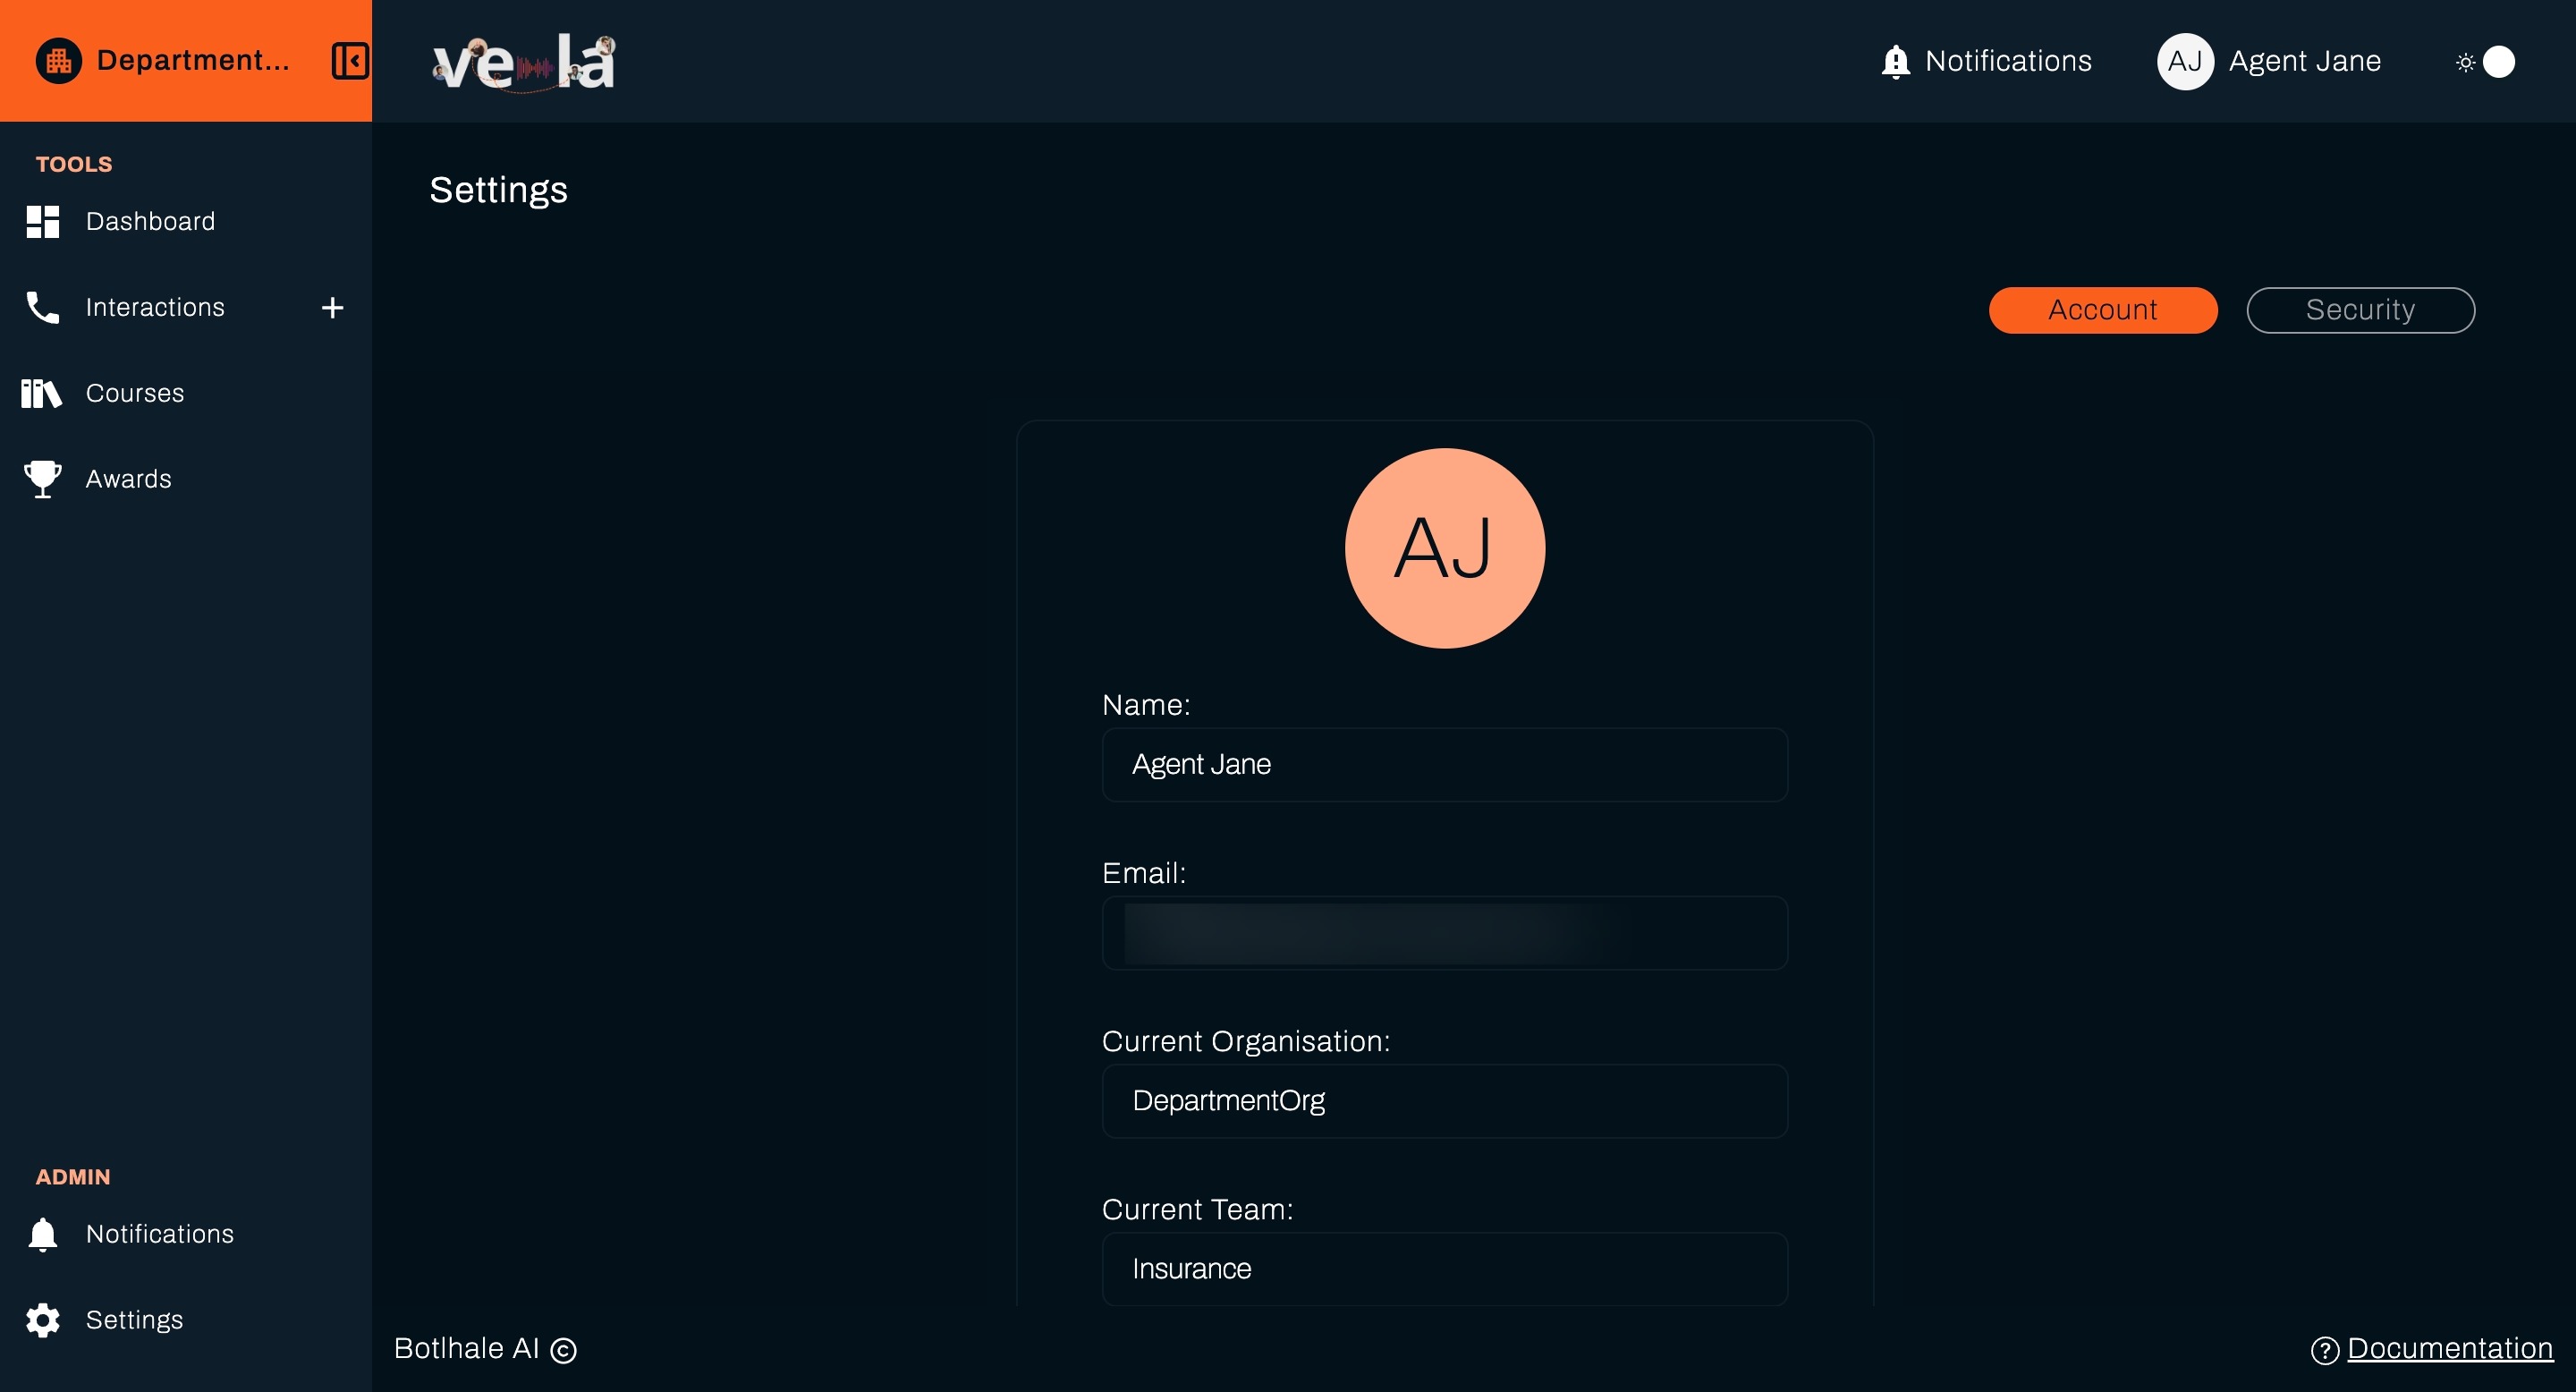 Department...
vela
Notifications
AJ
Agent Jane
TOOLS
Dashboard
Interactions
Courses
Awards
ADMIN
Notifications
Settings
Settings
Account
Security
AJ
Name:
Agent Jane
Email:
Current Organisation:
DepartmentOrg
Current Team:
Insurance
Botlhale AI ©
Documentation